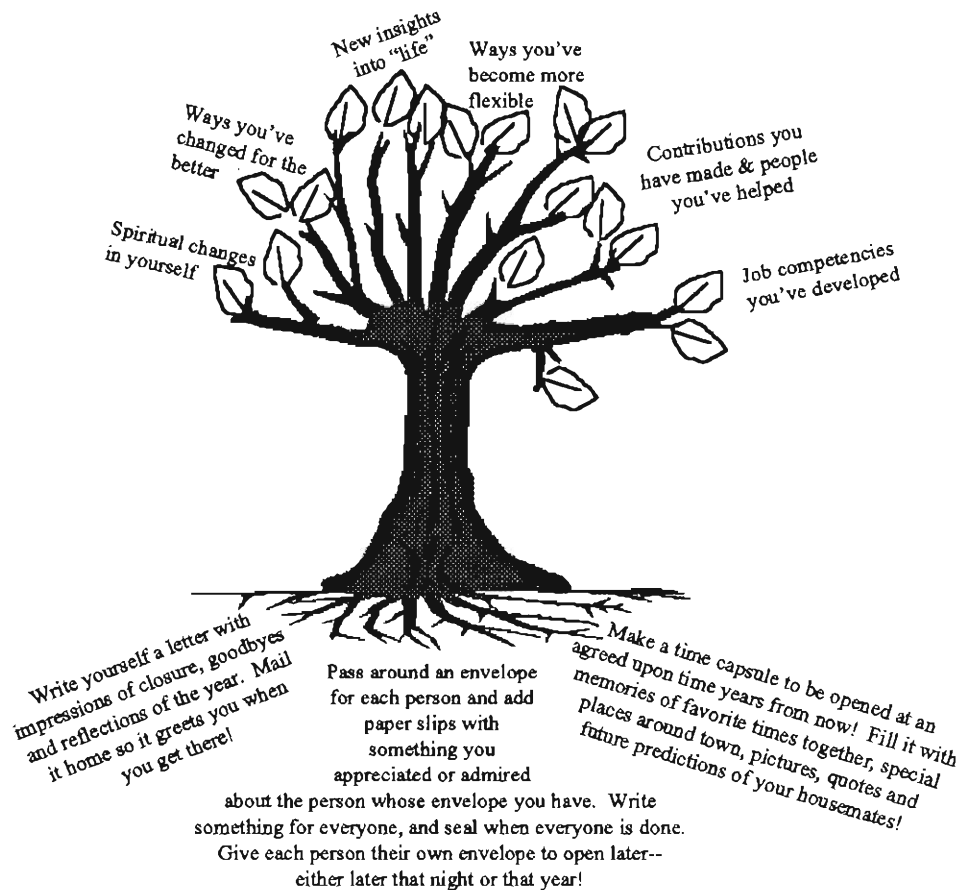 New insights
into "life"
Ways you've
become more
flexible
Ways you've
changed for the
better
Contributions you
have made & people
you've helped
Spiritual changes
in yourself
Job competencies
you've developed
Write yourself a letter with
impressions of closure, goodbyes
and reflections of the year. Mail
it home so it greets you when
you get there!
Pass around an envelope
for each person and add
paper slips with
something you
appreciated or admired
about the person whose envelope you have. Write
something for everyone, and seal when everyone is done.
Give each person their own envelope to open later--
either later that night or that year!
Make a time capsule to be opened at an
agreed upon time years from now! Fill it with
memories of favorite times together, special
places around town, pictures, quotes and
future predictions of your housemates!